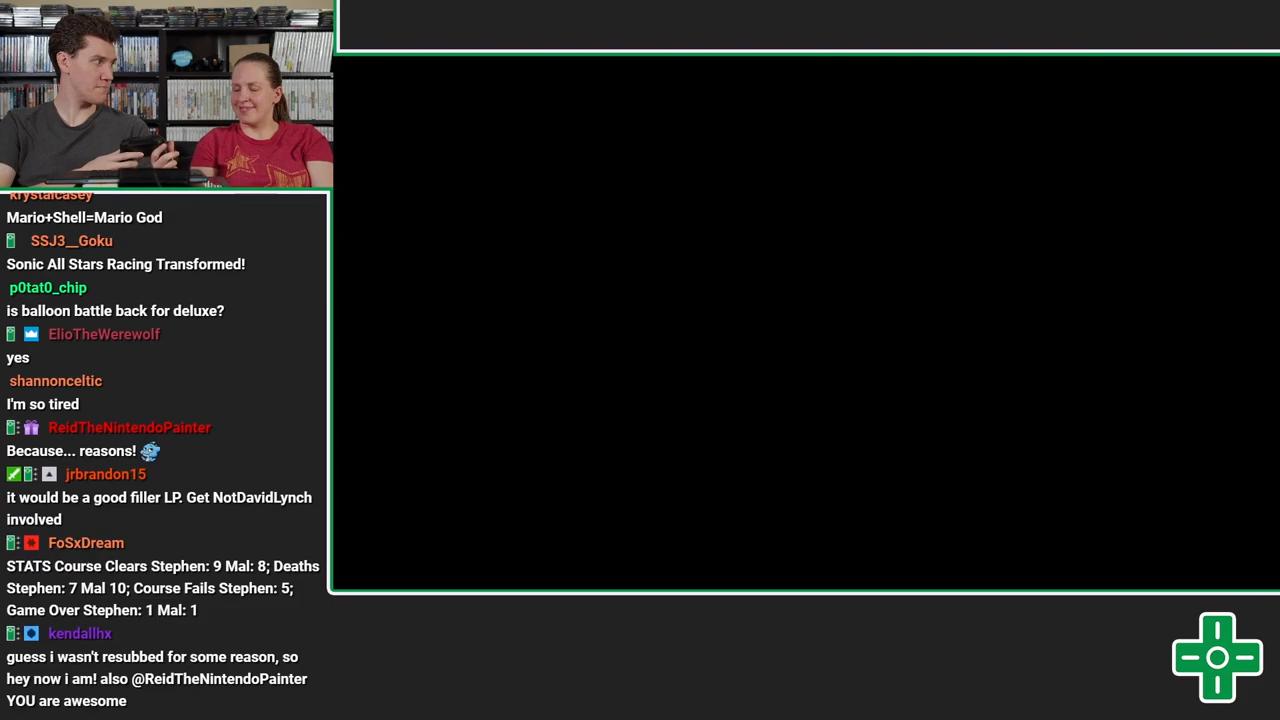 krystalcasey
Mario+Shell=Mario God
SSJ3__Goku
Sonic All Stars Racing Transformed!
p0tat0_chip
is balloon battle back for deluxe?
ElioTheWerewolf
yes
shannonceltic
I'm so tired
ReidTheNintendoPainter
Because... reasons!
jrbrandon15
it would be a good filler LP. Get NotDavidLynch
involved
FoSxDream
STATS Course Clears Stephen: 9 Mal: 8; Deaths
Stephen: 7 Mal 10; Course Fails Stephen: 5;
Game Over Stephen: 1 Mal: 1
kendallhx
guess i wasn't resubbed for some reason, so
hey now i am! also @ReidTheNintendoPainter
YOU are awesome